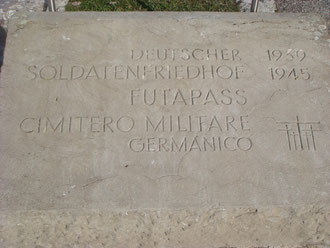 DEUTSCHER 1939
SOLDATENFRIEDHOF 1945
FUTAPASS
CIMITERO MILITARE
GERMANICO